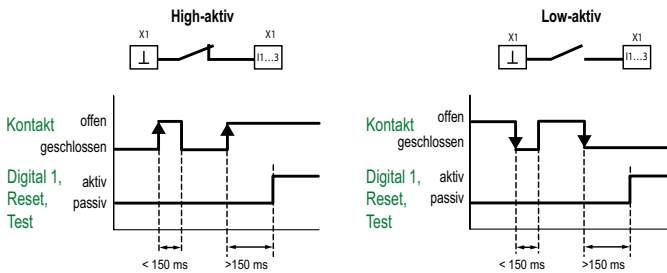 High-aktiv
X1
X1
⊥
I1...3
Kontakt
offen
geschlossen
Digital 1,
Reset,
Test
aktiv
passiv
< 150 ms
>150 ms
Low-aktiv
X1
X1
⊥
I1...3
Kontakt
offen
geschlossen
Digital 1,
Reset,
Test
aktiv
passiv
< 150 ms
>150 ms